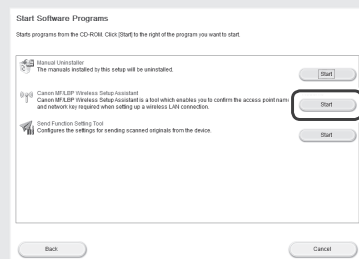 Start Software Programs
Starts programs from the CD-ROM. Click [Start] to the right of the program you want to start.
Manual Uninstaller
The manuals installed by this setup will be uninstalled.
Start
Canon MF/LBP Wireless Setup Assistant
Canon MF/LBP Wireless Setup Assistant is a tool which enables you to confirm the access point name
and network key required when setting up a wireless LAN connection.
Start
Send Function Setting Tool
Configures the settings for sending scanned originals from the device.
Start
Back
Cancel